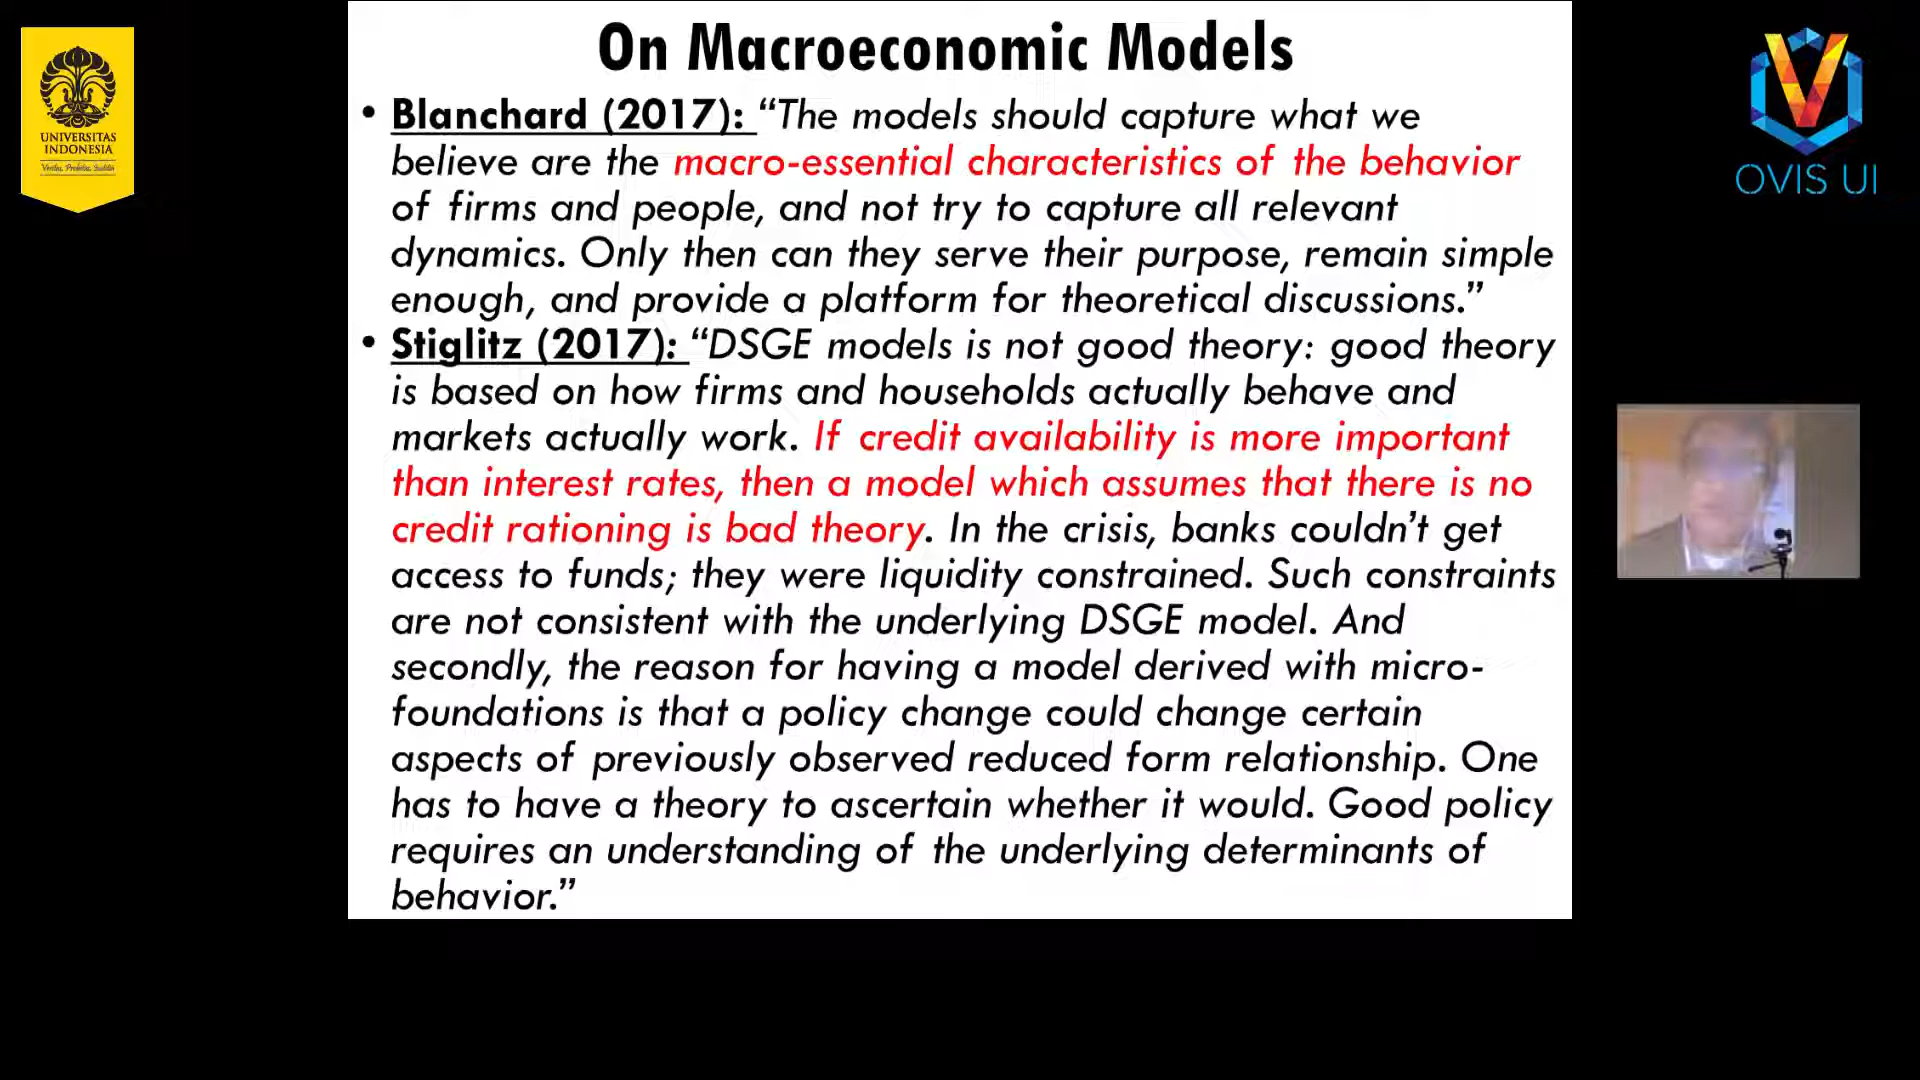 On Macroeconomic Models
• Blanchard (2017): “The models should capture what we
believe are the macro-essential characteristics of the behavior
of firms and people, and not try to capture all relevant
dynamics. Only then can they serve their purpose, remain simple
enough, and provide a platform for theoretical discussions.”
• Stiglitz (2017): “DSGE models is not good theory: good theory
is based on how firms and households actually behave and
markets actually work. If credit availability is more important
than interest rates, then a model which assumes that there is no
credit rationing is bad theory. In the crisis, banks couldn’t get
access to funds; they were liquidity constrained. Such constraints
are not consistent with the underlying DSGE model. And
secondly, the reason for having a model derived with micro-
foundations is that a policy change could change certain
aspects of previously observed reduced form relationship. One
has to have a theory to ascertain whether it would. Good policy
requires an understanding of the underlying determinants of
behavior.”
UNIVERSITAS
INDONESIA
Veritas, Probitas, Iustitia
OVIS UI